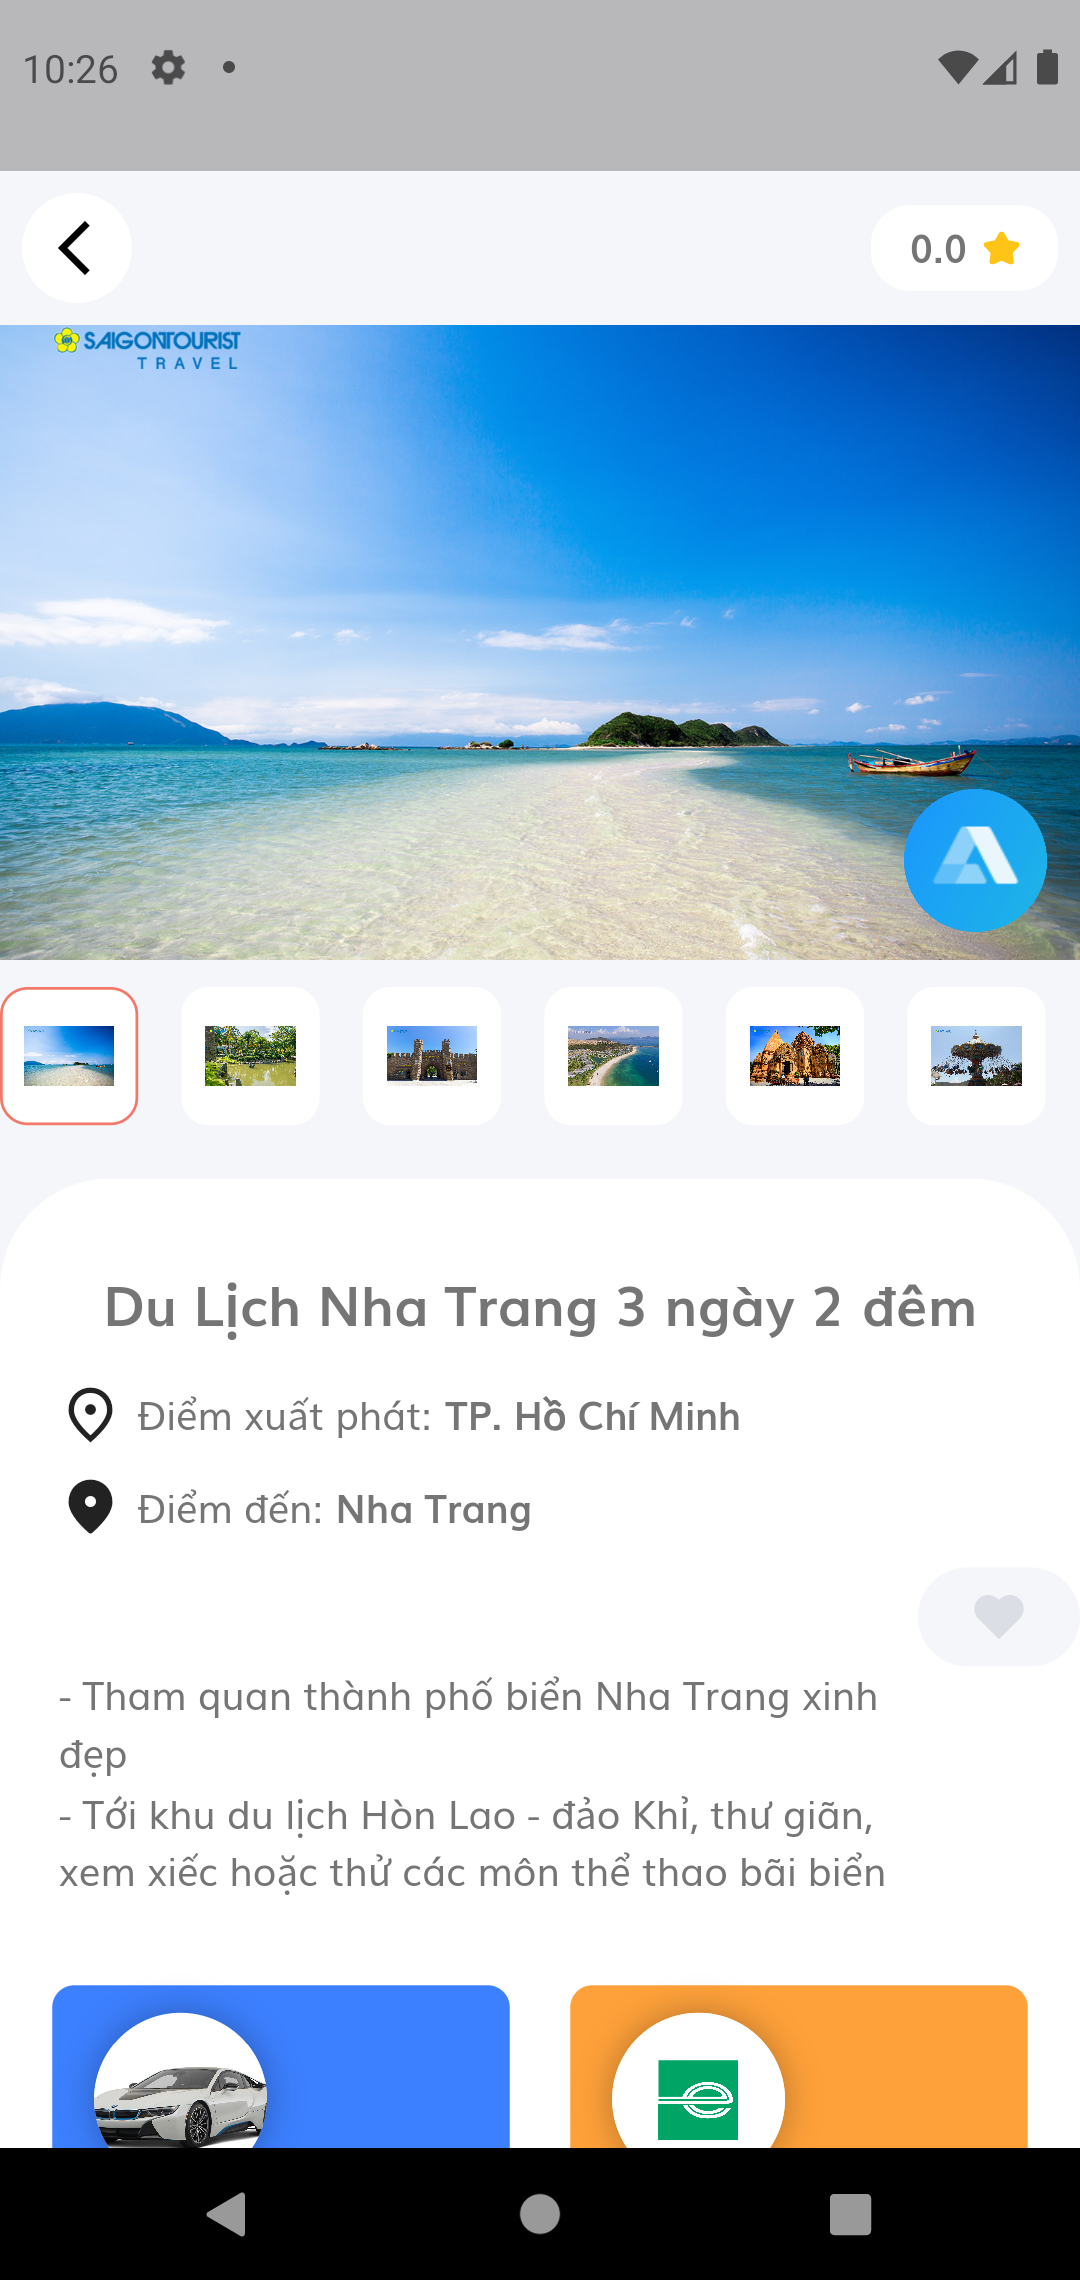 10:26
0.0
SAIGONTOURIST
TRAVEL
Du Lịch Nha Trang 3 ngày 2 đêm
Điểm xuất phát: TP. Hồ Chí Minh
Điểm đến: Nha Trang
- Tham quan thành phố biển Nha Trang xinh
đẹp
- Tới khu du lịch Hòn Lao - đảo Khỉ, thư giãn,
xem xiếc hoặc thử các môn thể thao bãi biển